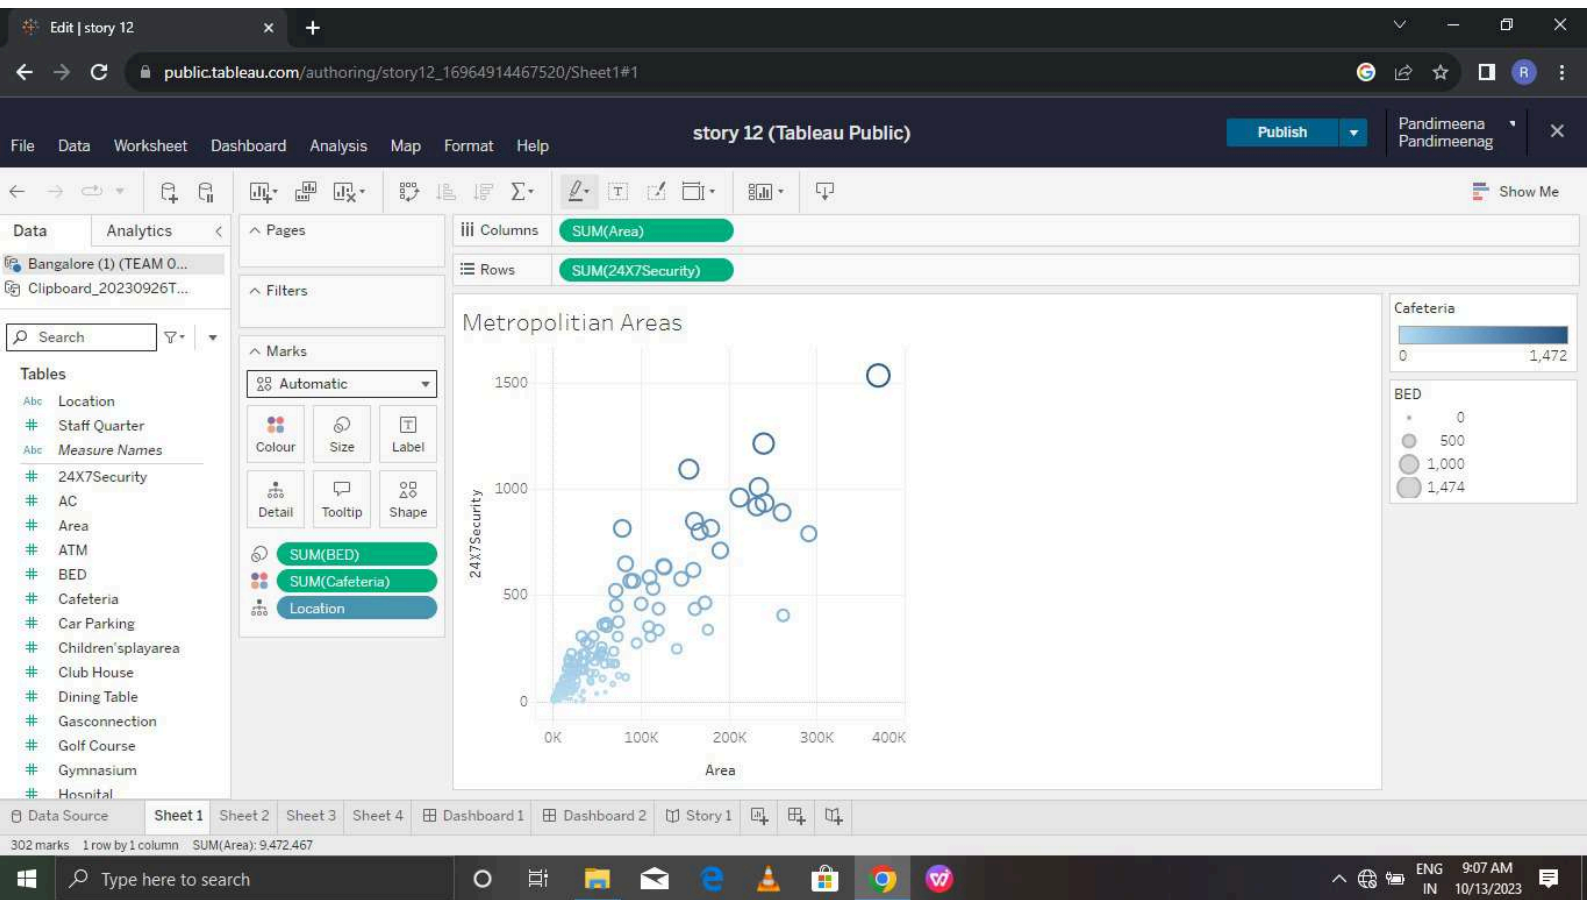 Edit | story 12
public.tableau.com/authoring/story12_16964914467520/Sheet1#1
R
story 12 (Tableau Public)
Publish
Pandimeena
Pandimeenag
File Data Worksheet Dashboard Analysis Map Format Help
Show Me
Data Analytics
Bangalore (1) (TEAM 0...
Clipboard_20230926T...
Search
Tables
Abc Location
# Staff Quarter
Abc Measure Names
# 24X7Security
# AC
# Area
# ATM
# BED
# Cafeteria
# Car Parking
# Children'splayarea
# Club House
# Dining Table
# Gasconnection
# Golf Course
# Gymnasium
# Hospital
Pages
Filters
Marks
Automatic
Colour Size Label
Detail Tooltip Shape
SUM(BED)
SUM(Cafeteria)
Location
Columns SUM(Area)
Rows SUM(24X7Security)
Metropolitian Areas
24X7Security
1500
1000
500
0
0K 100K 200K 300K 400K
Area
Cafeteria
0 1,472
BED
0
500
1,000
1,474
Data Source Sheet 1 Sheet 2 Sheet 3 Sheet 4 Dashboard 1 Dashboard 2 Story 1
302 marks 1 row by 1 column SUM(Area): 9,472,467
Type here to search
ENG
IN
9:07 AM
10/13/2023